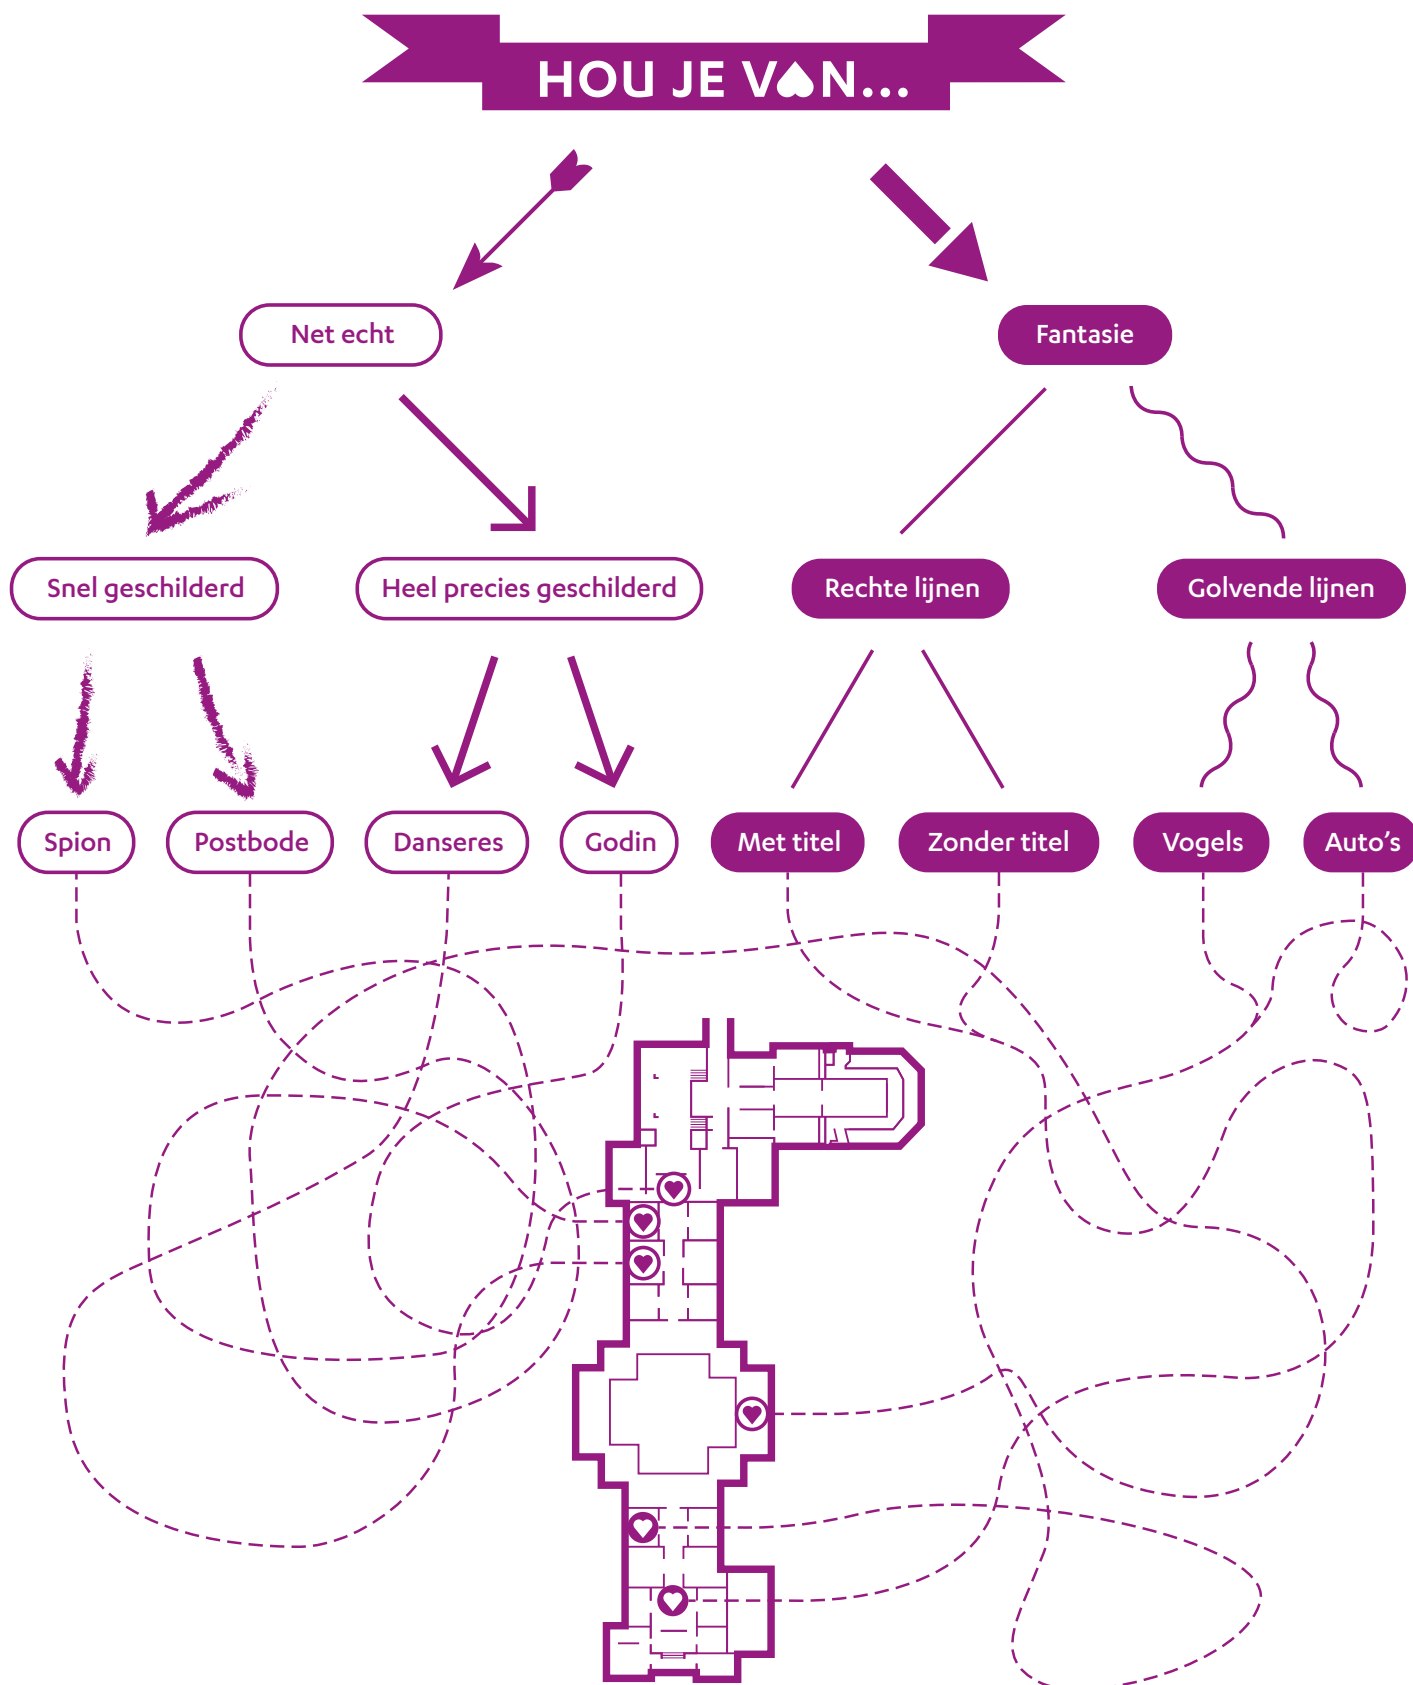 HOU JE VAN...
Net echt
Fantasie
Snel geschilderd
Heel precies geschilderd
Rechte lijnen
Golvende lijnen
Spion
Postbode
Danseres
Godin
Met titel
Zonder titel
Vogels
Auto’s